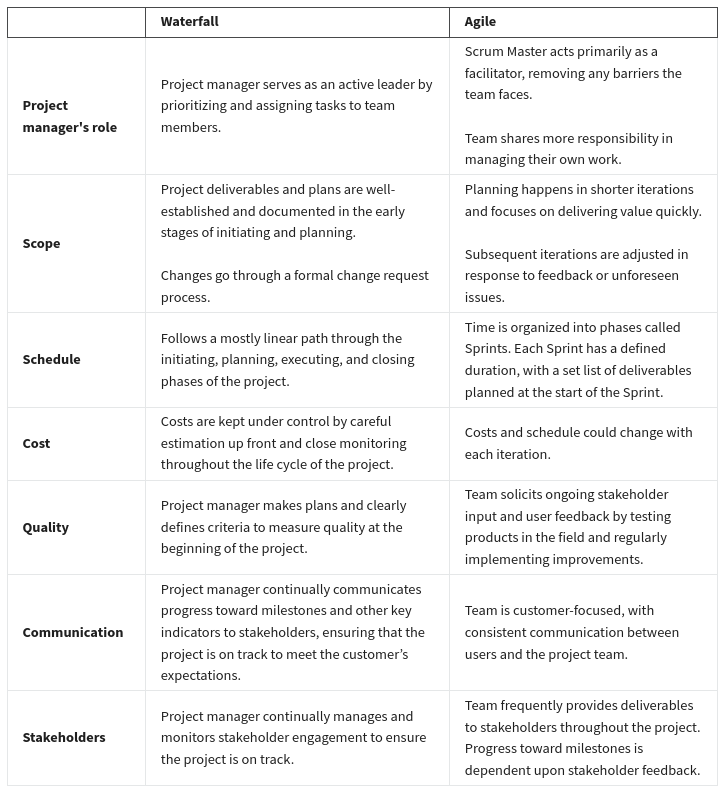 Waterfall
Agile
Project
manager's role
Project manager serves as an active leader by
prioritizing and assigning tasks to team
members.
Scrum Master acts primarily as a
facilitator, removing any barriers the
team faces.
Team shares more responsibility in
managing their own work.
Scope
Project deliverables and plans are well-
established and documented in the early
stages of initiating and planning.
Changes go through a formal change request
process.
Planning happens in shorter iterations
and focuses on delivering value quickly.
Subsequent iterations are adjusted in
response to feedback or unforeseen
issues.
Schedule
Follows a mostly linear path through the
initiating, planning, executing, and closing
phases of the project.
Time is organized into phases called
Sprints. Each Sprint has a defined
duration, with a set list of deliverables
planned at the start of the Sprint.
Cost
Costs are kept under control by careful
estimation up front and close monitoring
throughout the life cycle of the project.
Costs and schedule could change with
each iteration.
Quality
Project manager makes plans and clearly
defines criteria to measure quality at the
beginning of the project.
Team solicits ongoing stakeholder
input and user feedback by testing
products in the field and regularly
implementing improvements.
Communication
Project manager continually communicates
progress toward milestones and other key
indicators to stakeholders, ensuring that the
project is on track to meet the customer’s
expectations.
Team is customer-focused, with
consistent communication between
users and the project team.
Stakeholders
Project manager continually manages and
monitors stakeholder engagement to ensure
the project is on track.
Team frequently provides deliverables
to stakeholders throughout the project.
Progress toward milestones is
dependent upon stakeholder feedback.